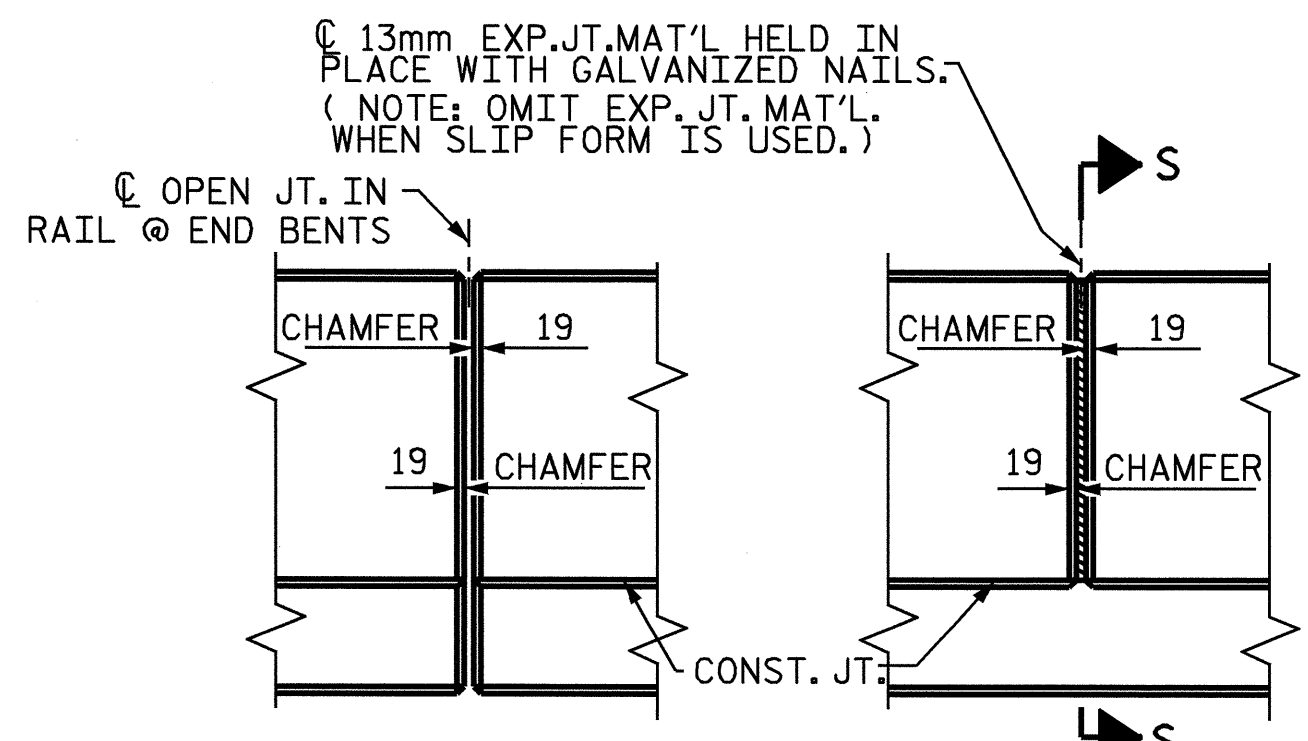 ℄ 13mm EXP.JT.MAT'L HELD IN
PLACE WITH GALVANIZED NAILS.
( NOTE: OMIT EXP. JT. MAT'L.
WHEN SLIP FORM IS USED.)
S
℄ OPEN JT. IN
RAIL @ END BENTS
CHAMFER 19
CHAMFER 19
19 CHAMFER
19 CHAMFER
CONST. JT.
S